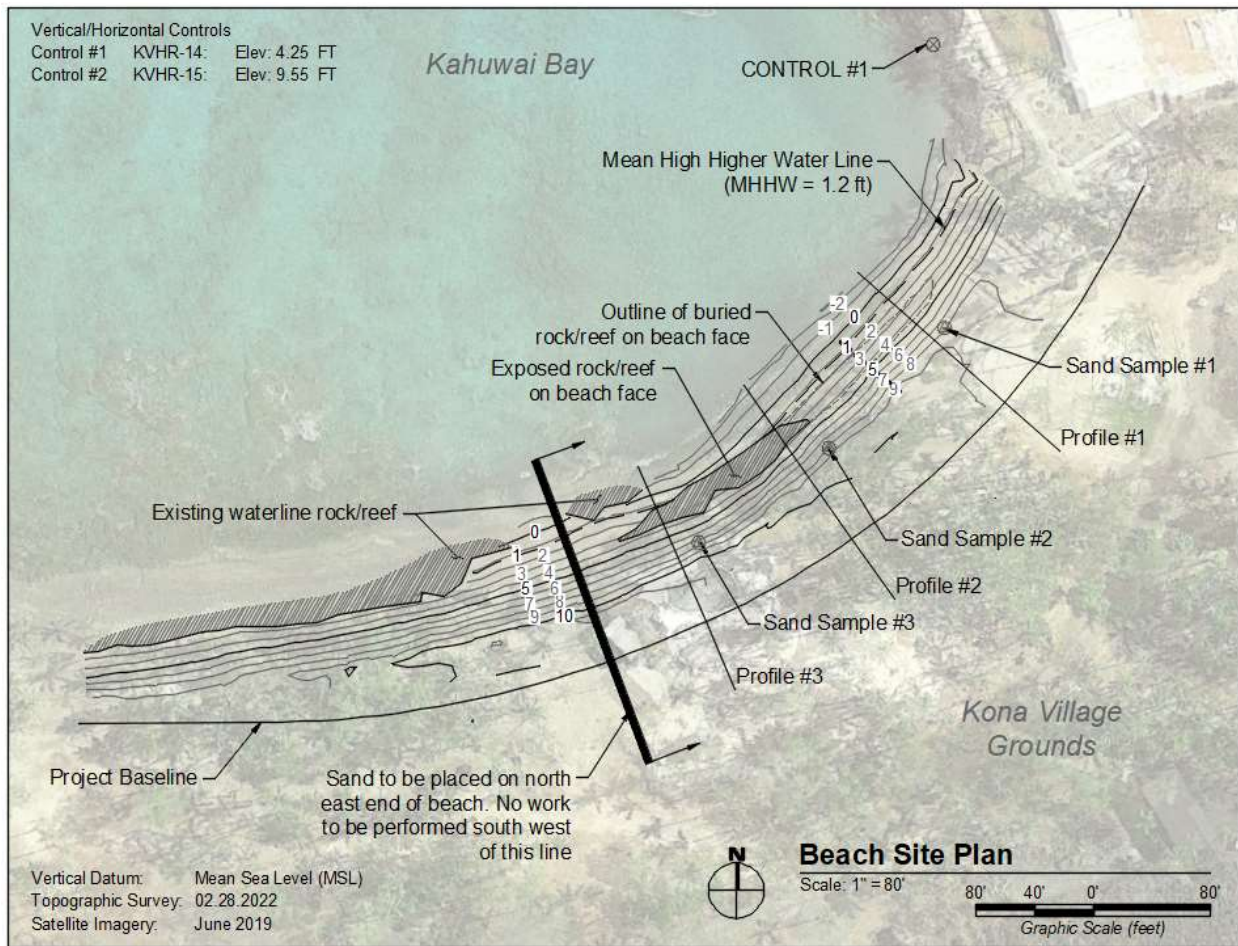 Vertical/Horizontal Controls
Control #1 KVHR-14: Elev: 4.25 FT
Control #2 KVHR-15: Elev: 9.55 FT
Kahuwai Bay
CONTROL #1
Mean High Higher Water Line
(MHHW = 1.2 ft)
Outline of buried
rock/reef on beach face
Exposed rock/reef
on beach face
-2
-1
0
1
2
3
4
5
6
7
8
9
Sand Sample #1
Profile #1
Existing waterline rock/reef
0
1
2
3
4
5
6
7
8
9
10
Sand Sample #2
Profile #2
Sand Sample #3
Profile #3
Kona Village
Grounds
Project Baseline
Sand to be placed on north
east end of beach. No work
to be performed south west
of this line
Vertical Datum: Mean Sea Level (MSL)
Topographic Survey: 02.28.2022
Satellite Imagery: June 2019
N
Beach Site Plan
Scale: 1" = 80'
80' 40' 0' 80'
Graphic Scale (feet)